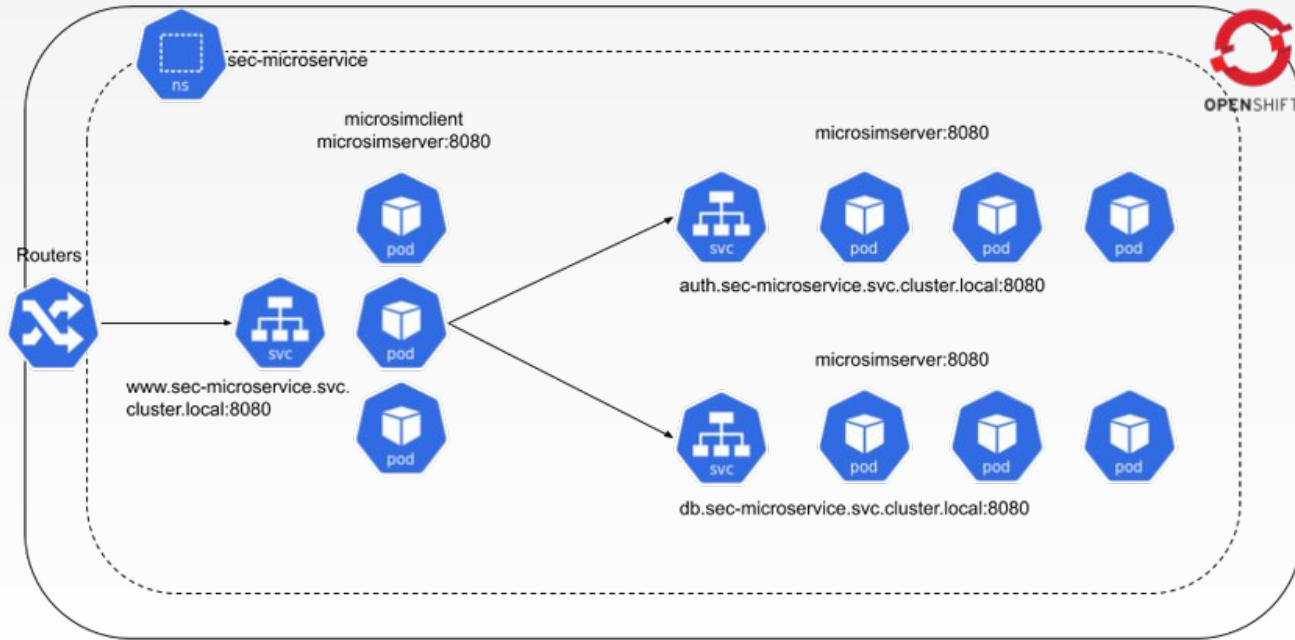 ns
sec-microservice
OPENSHIFT
microsimclient
microsimserver:8080
microsimserver:8080
pod
svc
pod
pod
pod
Routers
auth.sec-microservice.svc.cluster.local:8080
svc
pod
microsimserver:8080
www.sec-microservice.svc.
cluster.local:8080
pod
svc
pod
pod
pod
db.sec-microservice.svc.cluster.local:8080